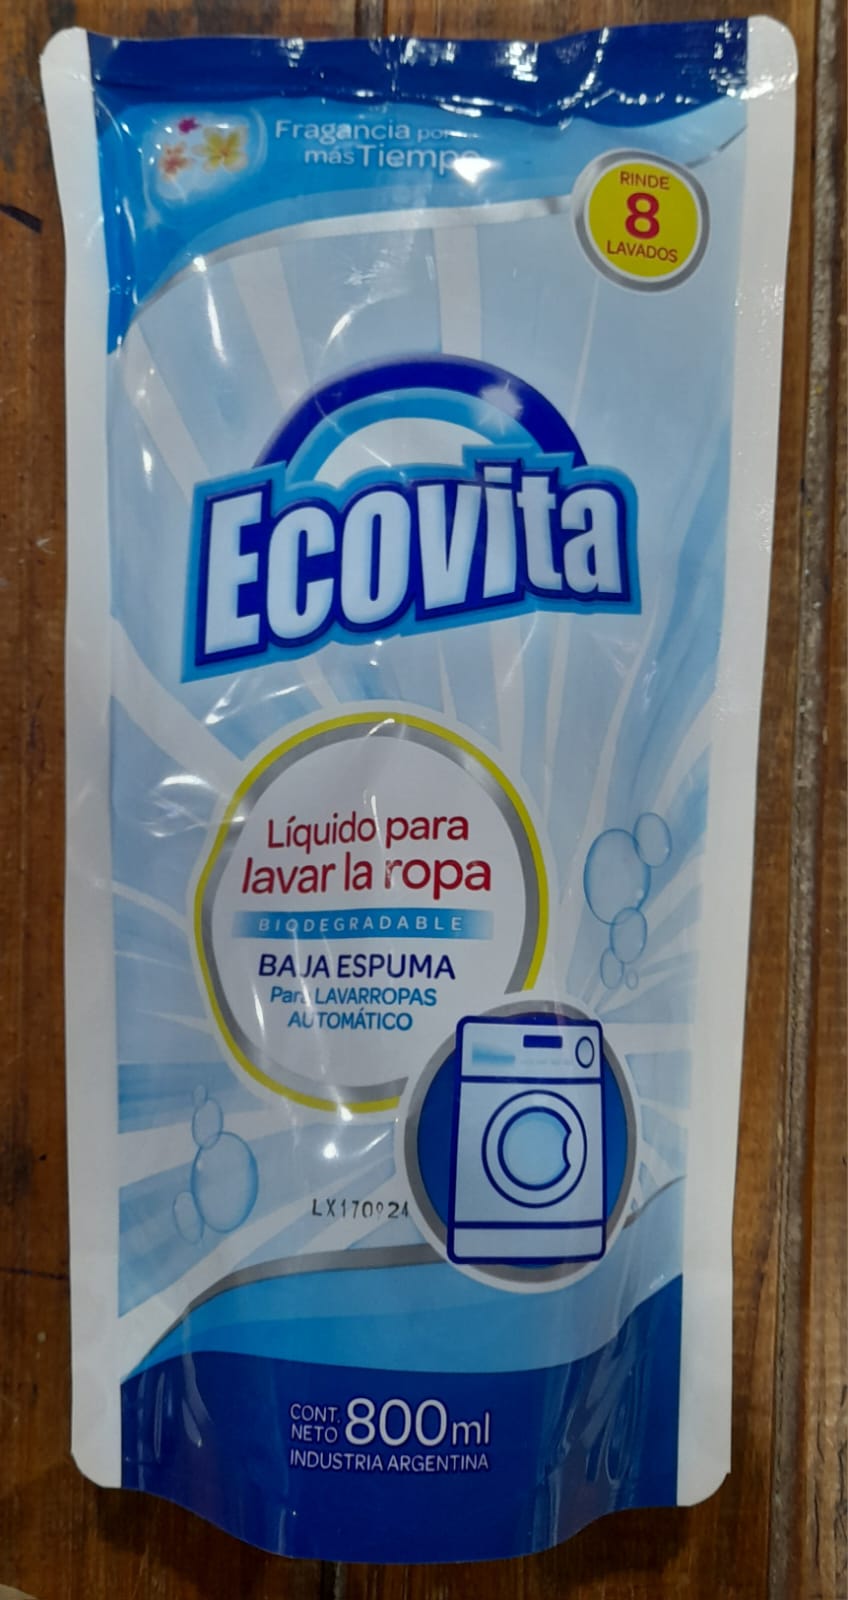 Fragancia por
más Tiempo
RINDE
8
LAVADOS
Ecovita
Líquido para
lavar la ropa
BIODEGRADABLE
BAJA ESPUMA
Para LAVARROPAS
AUTOMÁTICO
LX170924
CONT.
NETO 800ml
INDUSTRIA ARGENTINA